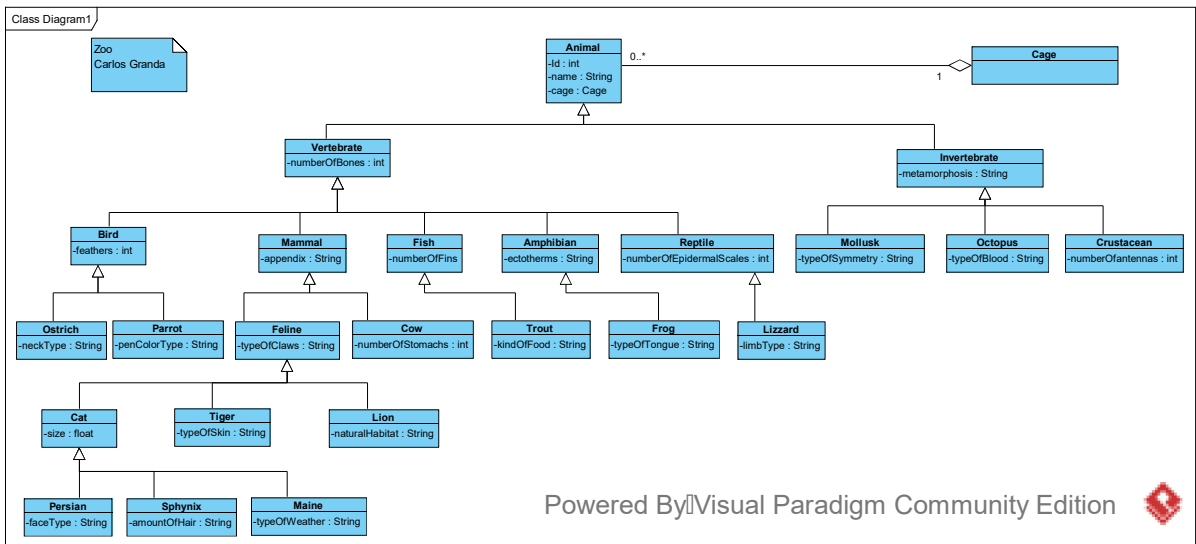 Class Diagram1
Zoo
Carlos Granda
Animal
-Id : int
-name : String
-cage : Cage
0..*
1
Cage
Vertebrate
-numberOfBones : int
Invertebrate
-metamorphosis : String
Bird
-feathers : int
Mammal
-appendix : String
Fish
-numberOfFins
Amphibian
-ectotherms : String
Reptile
-numberOfEpidermalScales : int
Mollusk
-typeOfSymmetry : String
Octopus
-typeOfBlood : String
Crustacean
-numberOfantennas : int
Ostrich
-neckType : String
Parrot
-penColorType : String
Feline
-typeOfClaws : String
Cow
-numberOfStomachs : int
Trout
-kindOfFood : String
Frog
-typeOfTongue : String
Lizzard
-limbType : String
Cat
-size : float
Tiger
-typeOfSkin : String
Lion
-naturalHabitat : String
Persian
-faceType : String
Sphynix
-amountOfHair : String
Maine
-typeOfWeather : String
Powered By▯Visual Paradigm Community Edition